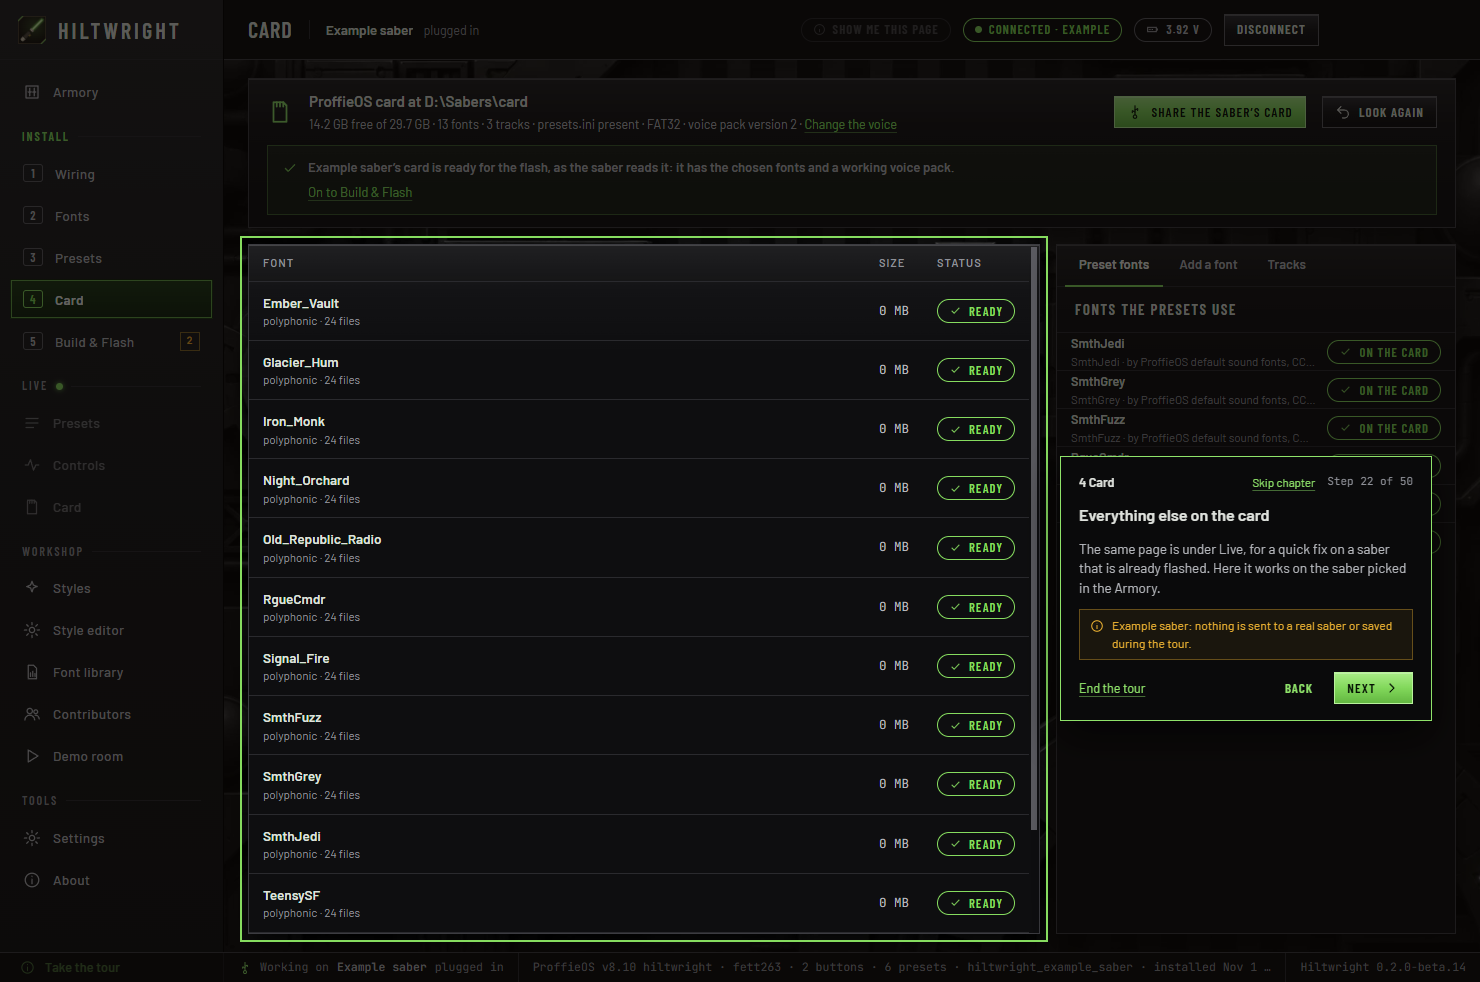 HILTWRIGHT
CARD
Example saber plugged in
SHOW ME THIS PAGE
CONNECTED · EXAMPLE
3.92 V
DISCONNECT
Armory
INSTALL
1 Wiring
2 Fonts
3 Presets
4 Card
5 Build & Flash 2
LIVE
Presets
Controls
Card
WORKSHOP
Styles
Style editor
Font library
Contributors
Demo room
TOOLS
Settings
About
Take the tour
ProffieOS card at D:\Sabers\card
14.2 GB free of 29.7 GB · 13 fonts · 3 tracks · presets.ini present · FAT32 · voice pack version 2 · Change the voice
SHARE THE SABER'S CARD
LOOK AGAIN
Example saber's card is ready for the flash, as the saber reads it: it has the chosen fonts and a working voice pack.
On to Build & Flash
FONT SIZE STATUS
Ember_Vault
polyphonic · 24 files
0 MB READY
Glacier_Hum
polyphonic · 24 files
0 MB READY
Iron_Monk
polyphonic · 24 files
0 MB READY
Night_Orchard
polyphonic · 24 files
0 MB READY
Old_Republic_Radio
polyphonic · 24 files
0 MB READY
RgueCmdr
polyphonic · 24 files
0 MB READY
Signal_Fire
polyphonic · 24 files
0 MB READY
SmthFuzz
polyphonic · 24 files
0 MB READY
SmthGrey
polyphonic · 24 files
0 MB READY
SmthJedi
polyphonic · 24 files
0 MB READY
TeensySF
polyphonic · 24 files
0 MB READY
Preset fonts Add a font Tracks
FONTS THE PRESETS USE
SmthJedi
SmthJedi · by ProffieOS default sound fonts, CC...
ON THE CARD
SmthGrey
SmthGrey · by ProffieOS default sound fonts, CC...
ON THE CARD
SmthFuzz
SmthFuzz · by ProffieOS default sound fonts, C...
ON THE CARD
4 Card
Skip chapter
Step 22 of 50
Everything else on the card
The same page is under Live, for a quick fix on a saber
that is already flashed. Here it works on the saber picked
in the Armory.
Example saber: nothing is sent to a real saber or saved
during the tour.
End the tour
BACK
NEXT
Working on Example saber plugged in
ProffieOS v8.10 hiltwright · fett263 · 2 buttons · 6 presets · hiltwright_example_saber · installed Nov 1 …
Hiltwright 0.2.0-beta.14